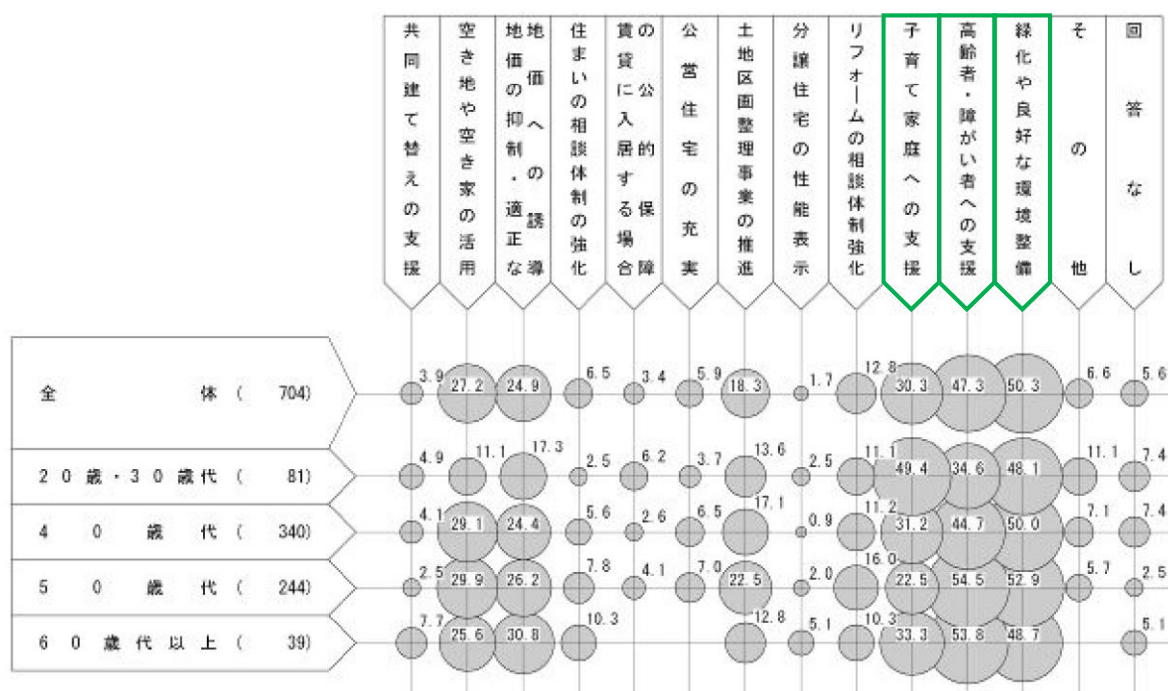 共同建て替えの支援
空き地や空き家の活用
地価の抑制・適正な
地価への誘導
住まいの相談体制の強化
賃貸に入居する場合
の公的保障
公営住宅の充実
土地区画整理事業の推進
分譲住宅の性能表示
リフォームの相談体制強化
子育て家庭への支援
高齢者・障がい者への支援
緑化や良好な環境整備
その他
回答なし
全体( 704) 3.9 27.2 24.9 6.5 3.4 5.9 18.3 1.7 12.8 30.3 47.3 50.3 6.6 5.6
20歳・30歳代( 81) 4.9 11.1 17.3 2.5 6.2 3.7 13.6 2.5 11.1 49.4 34.6 48.1 11.1 7.4
40歳代( 340) 4.1 29.1 24.4 5.6 2.6 6.5 17.1 0.9 11.2 31.2 44.7 50.0 7.1 7.4
50歳代( 244) 2.5 29.9 26.2 7.8 4.1 7.0 22.5 2.0 16.0 22.5 54.5 52.9 5.7 2.5
60歳代以上( 39) 7.7 25.6 30.8 10.3 12.8 5.1 10.3 33.3 53.8 48.7 5.1